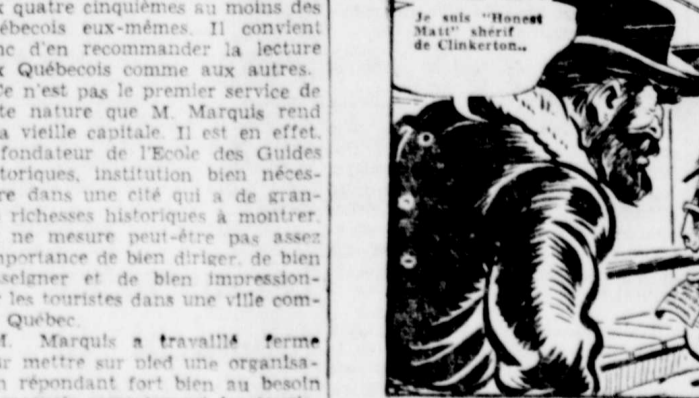 quatre cinquièmes au moins des
ébecois eux-mêmes. Il convient
nc d'en recommander la lecture
x Québecois comme aux autres.
Ce n'est pas le premier service de
te nature que M. Marquis rend
a vieille capitale. Il est en effet,
fondateur de l'Ecole des Guides
toriques, institution bien néces-
re dans une cité qui a de gran-
richesses historiques à montrer.
ne mesure peut-être pas assez
mportance de bien diriger, de bien
seigner et de bien impression-
les touristes dans une ville com-
Québec.
M. Marquis a travaillé ferme
ur mettre sur pied une organisa-
n répondant fort bien au besoin
Je suis "Honest
Matt" shérif
de Clinkerton..